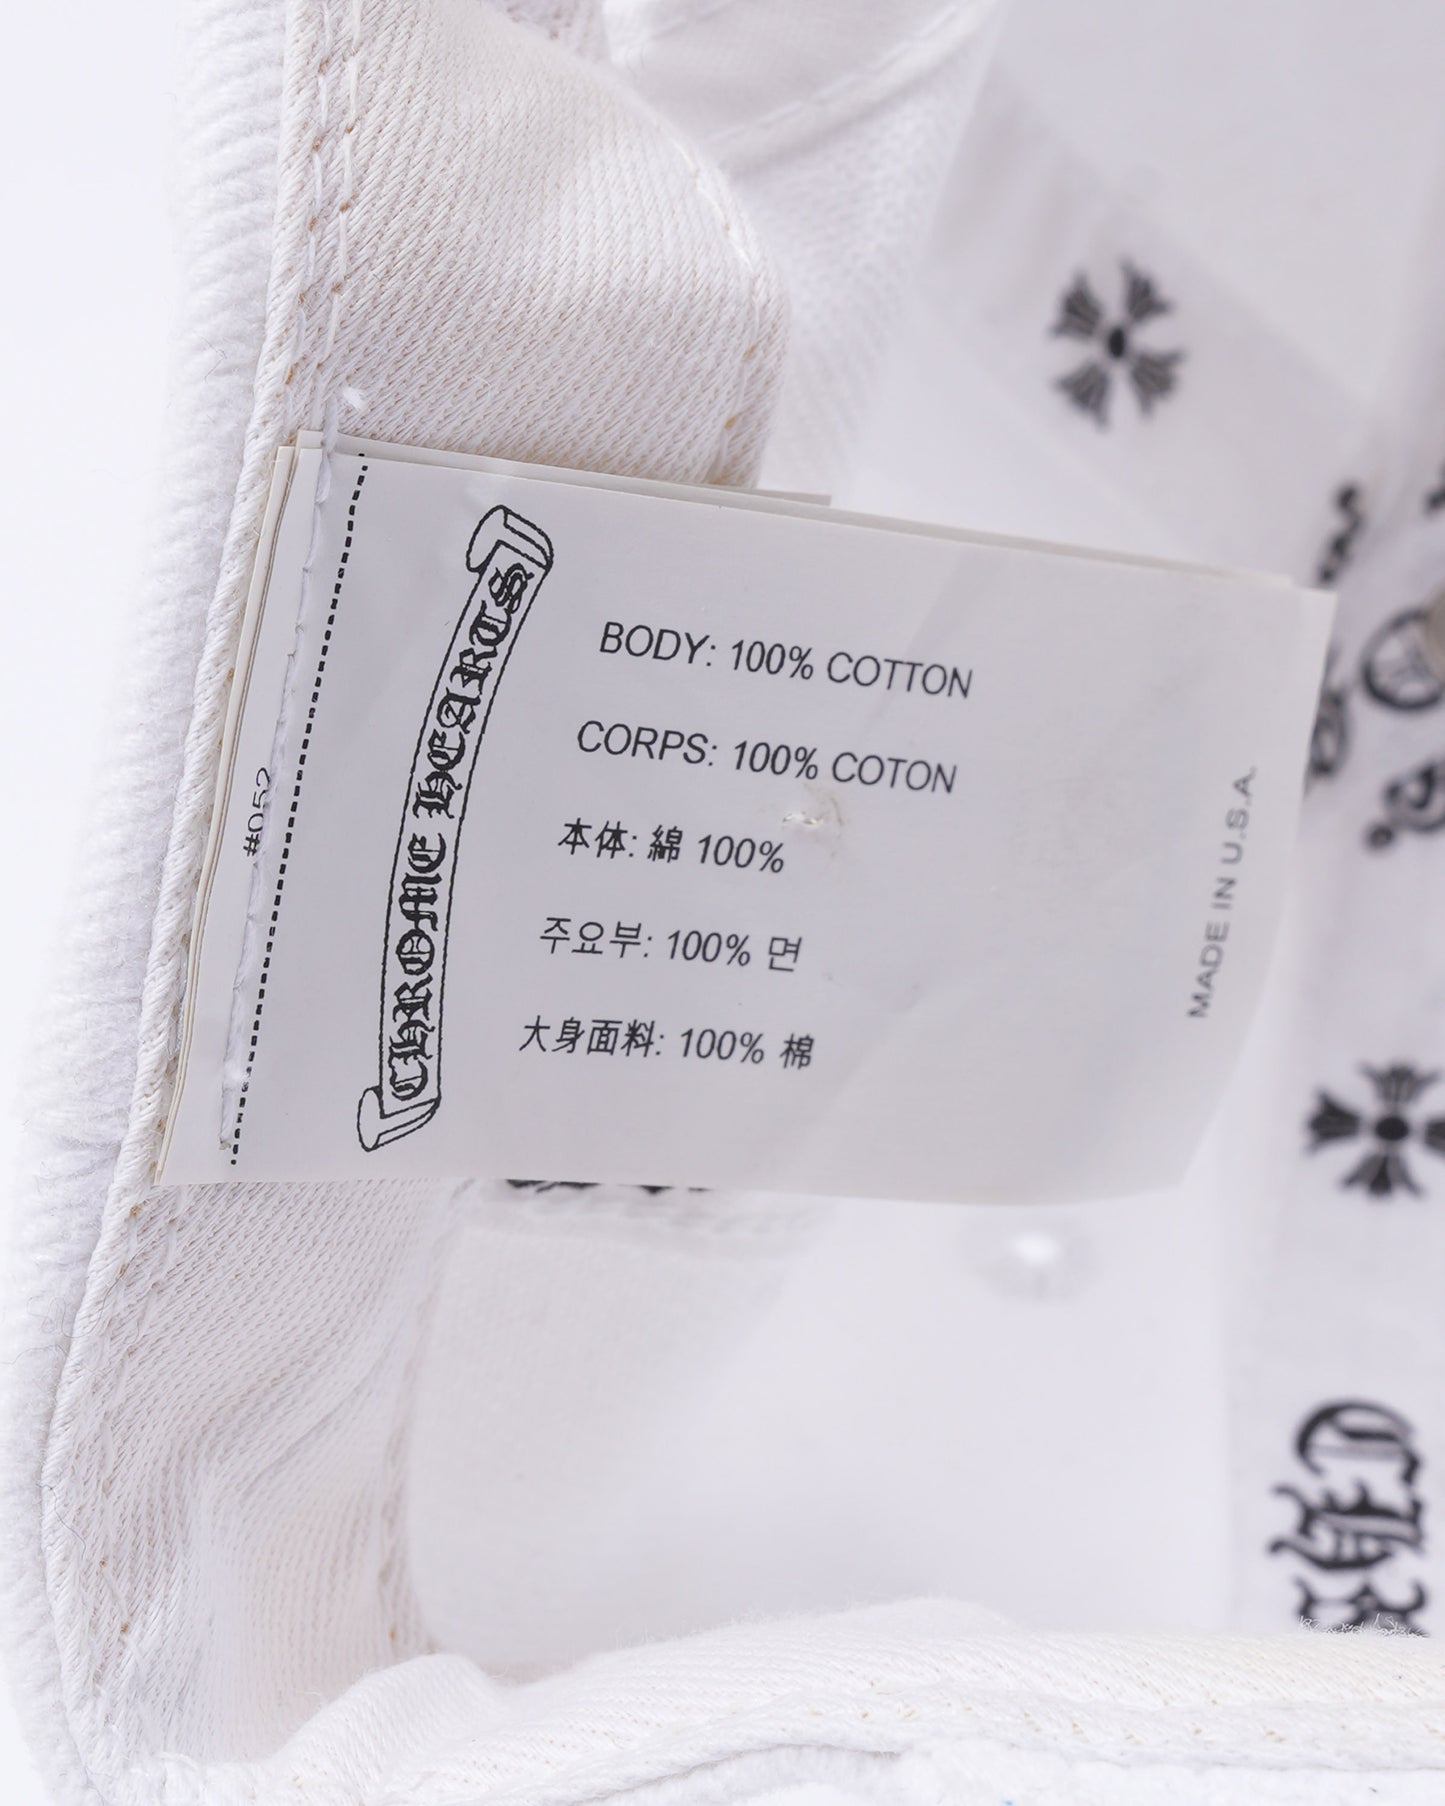 CHROME HEARTS
BODY: 100% COTTON
CORPS: 100% COTON
本体: 綿 100%
주요부: 100% 면
大身面料: 100% 棉
MADE IN U.S.A.
#052